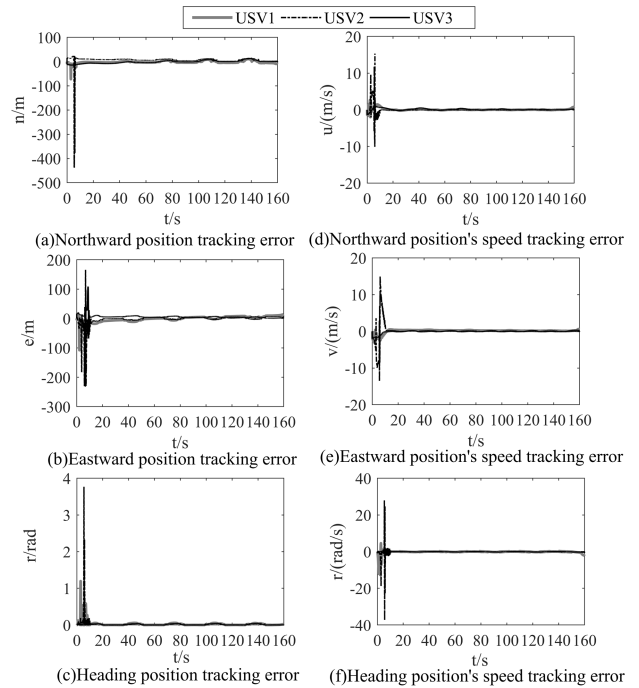 USV1 USV2 USV3
100
0
-100
-200
-300
-400
-500
n/m
0 20 40 60 80 100 120 140 160
t/s
(a)Northward position tracking error
20
10
0
-10
-20
u/(m/s)
0 20 40 60 80 100 120 140 160
t/s
(d)Northward position's speed tracking error
200
100
0
-100
-200
-300
e/m
0 20 40 60 80 100 120 140 160
t/s
(b)Eastward position tracking error
20
10
0
-10
-20
v/(m/s)
0 20 40 60 80 100 120 140 160
t/s
(e)Eastward position's speed tracking error
4
3
2
1
0
r/rad
0 20 40 60 80 100 120 140 160
t/s
(c)Heading position tracking error
40
20
0
-20
-40
r/(rad/s)
0 20 40 60 80 100 120 140 160
t/s
(f)Heading position's speed tracking error